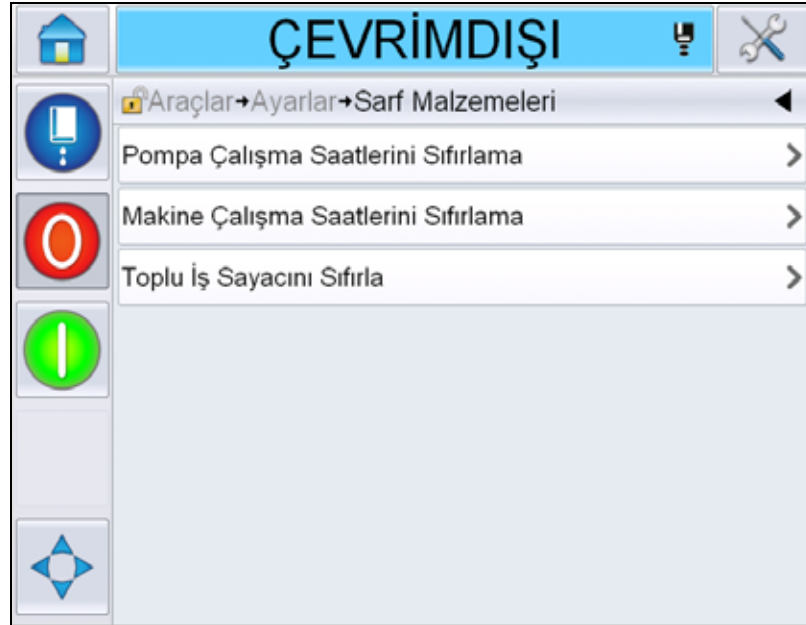 ÇEVRİMDIŞI
Araçlar→Ayarlar→Sarf Malzemeleri
Pompa Çalışma Saatlerini Sıfırlama
Makine Çalışma Saatlerini Sıfırlama
Toplu İş Sayacını Sıfırla